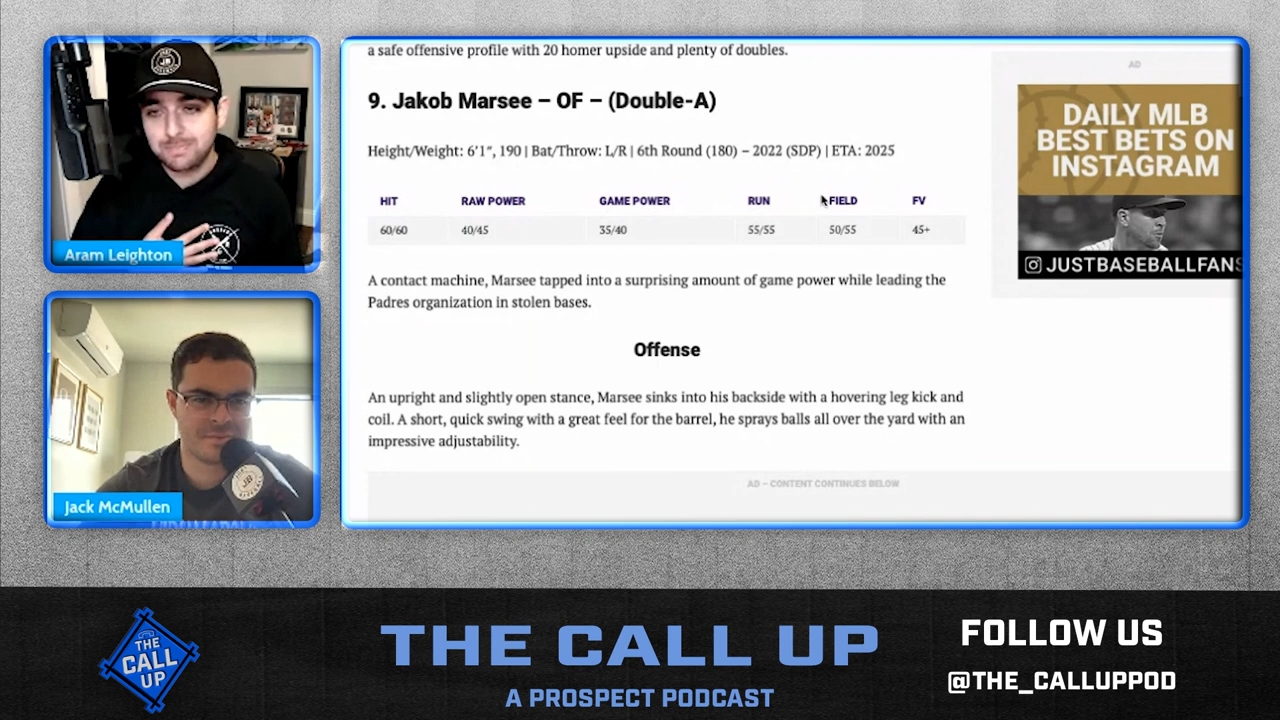 a safe offensive profile with 20 homer upside and plenty of doubles.
9. Jakob Marsee – OF – (Double-A)
Height/Weight: 6′1″, 190 | Bat/Throw: L/R | 6th Round (180) – 2022 (SDP) | ETA: 2025
HIT RAW POWER GAME POWER RUN FIELD FV
60/60 40/45 35/40 55/55 50/55 45+
A contact machine, Marsee tapped into a surprising amount of game power while leading the
Padres organization in stolen bases.
Offense
An upright and slightly open stance, Marsee sinks into his backside with a hovering leg kick and
coil. A short, quick swing with a great feel for the barrel, he sprays balls all over the yard with an
impressive adjustability.
AD – CONTENT CONTINUES BELOW
AD
DAILY MLB
BEST BETS ON
INSTAGRAM
JUSTBASEBALLFANS
JB
Aram Leighton
JB
Jack McMullen
THE
CALL
UP
THE CALL UP
A PROSPECT PODCAST
FOLLOW US
@THE_CALLUPPOD